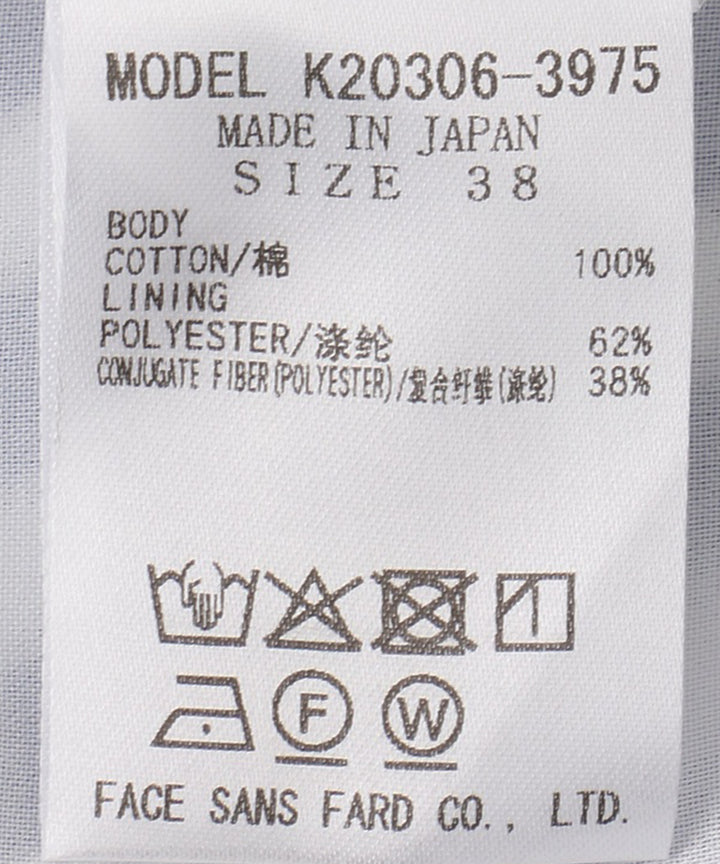 MODEL K20306-3975
MADE IN JAPAN
SIZE 38
BODY
COTTON/棉 100%
LINING
POLYESTER/涤纶 62%
CONJUGATE FIBER(POLYESTER)/复合纤维(涤纶) 38%
F W
FACE SANS FARD CO., LTD.